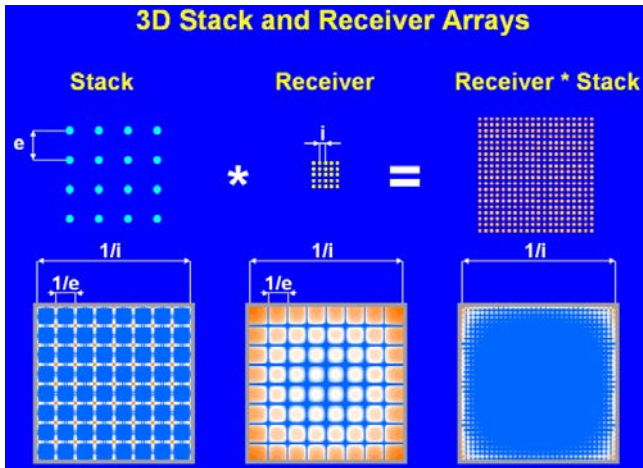 3D Stack and Receiver Arrays
Stack Receiver Receiver * Stack
i
e
* =
1/i 1/i 1/i
1/e 1/e